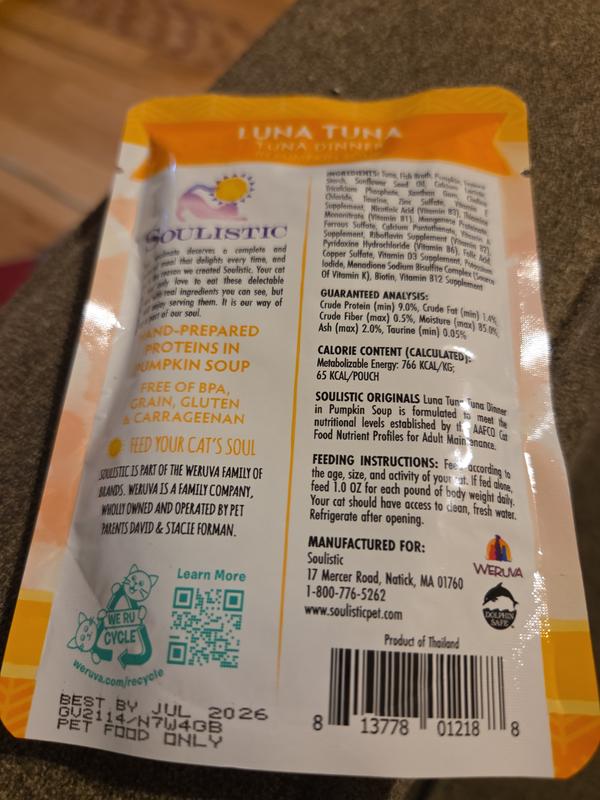 LUNA TUNA
TUNA DINNER
IN PUMPKIN SOUP
SOULISTIC
deserves a complete and
meal that delights every time, and
reason we created Soulistic. Your cat
only love to eat these delectable
real ingredients you can see, but
enjoy serving them. It is our way of
part of our soul.
HAND-PREPARED
PROTEINS IN
PUMPKIN SOUP
FREE OF BPA,
GRAIN, GLUTEN
& CARRAGEENAN
FEED YOUR CAT'S SOUL
SOULISTIC IS PART OF THE WERUVA FAMILY OF
BRANDS. WERUVA IS A FAMILY COMPANY,
WHOLLY OWNED AND OPERATED BY PET
PARENTS DAVID & STACIE FORMAN.
Learn More
WE RU
CYCLE
weruva.com/recycle
BEST BY JUL 2026
GV2114/N7W4GB
PET FOOD ONLY
INGREDIENTS: Tuna, Fish Broth, Pumpkin, Tapioca
Starch, Sunflower Seed Oil, Calcium Lactate,
Tricalcium Phosphate, Xanthan Gum, Choline
Chloride, Taurine, Zinc Sulfate, Vitamin E
Supplement, Nicotinic Acid (Vitamin B3), Thiamine
Mononitrate (Vitamin B1), Manganese Proteinate,
Ferrous Sulfate, Calcium Pantothenate, Vitamin A
Supplement, Riboflavin Supplement (Vitamin B2),
Pyridoxine Hydrochloride (Vitamin B6), Folic Acid,
Copper Sulfate, Vitamin D3 Supplement, Potassium
Iodide, Menadione Sodium Bisulfite Complex (Source
Of Vitamin K), Biotin, Vitamin B12 Supplement
GUARANTEED ANALYSIS:
Crude Protein (min) 9.0%, Crude Fat (min) 1.4%,
Crude Fiber (max) 0.5%, Moisture (max) 85.0%,
Ash (max) 2.0%, Taurine (min) 0.05%
CALORIE CONTENT (CALCULATED):
Metabolizable Energy: 766 KCAL/KG;
65 KCAL/POUCH
SOULISTIC ORIGINALS Luna Tuna Tuna Dinner
in Pumpkin Soup is formulated to meet the
nutritional levels established by the AAFCO Cat
Food Nutrient Profiles for Adult Maintenance.
FEEDING INSTRUCTIONS: Feed according to
the age, size, and activity of your cat. If fed alone,
feed 1.0 OZ for each pound of body weight daily.
Your cat should have access to clean, fresh water.
Refrigerate after opening.
MANUFACTURED FOR:
Soulistic
17 Mercer Road, Natick, MA 01760
1-800-776-5262
www.soulisticpet.com
WERUVA
DOLPHIN
SAFE
Product of Thailand
8 13778 01218 8